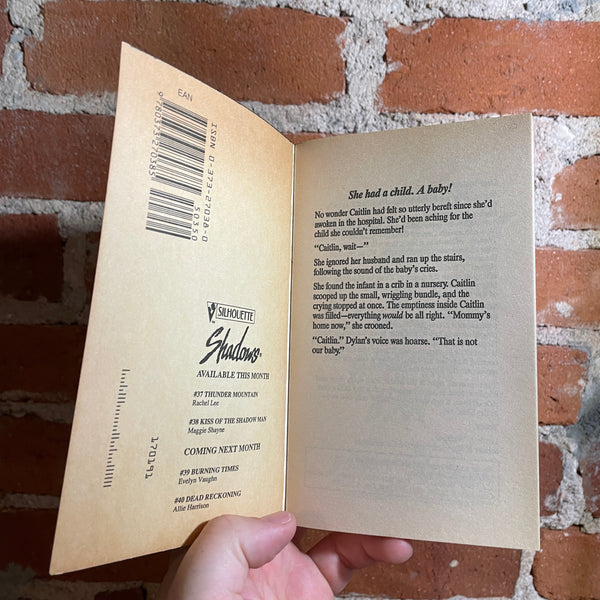 EAN
9780373270385
ISBN 0-373-27038-0
50350
SILHOUETTE
Shadows
AVAILABLE THIS MONTH
#37 THUNDER MOUNTAIN
Rachel Lee
#38 KISS OF THE SHADOW MAN
Maggie Shayne
COMING NEXT MONTH
#39 BURNING TIMES
Evelyn Vaughn
#40 DEAD RECKONING
Allie Harrison
170191
She had a child. A baby!
No wonder Caitlin had felt so utterly bereft since she'd
awoken in the hospital. She'd been aching for the
child she couldn't remember!
"Caitlin, wait—"
She ignored her husband and ran up the stairs,
following the sound of the baby's cries.
She found the infant in a crib in a nursery. Caitlin
scooped up the small, wriggling bundle, and the
crying stopped at once. The emptiness inside Caitlin
was filled—everything would be all right. "Mommy's
home now," she crooned.
"Caitlin." Dylan's voice was hoarse. "That is not
our baby."